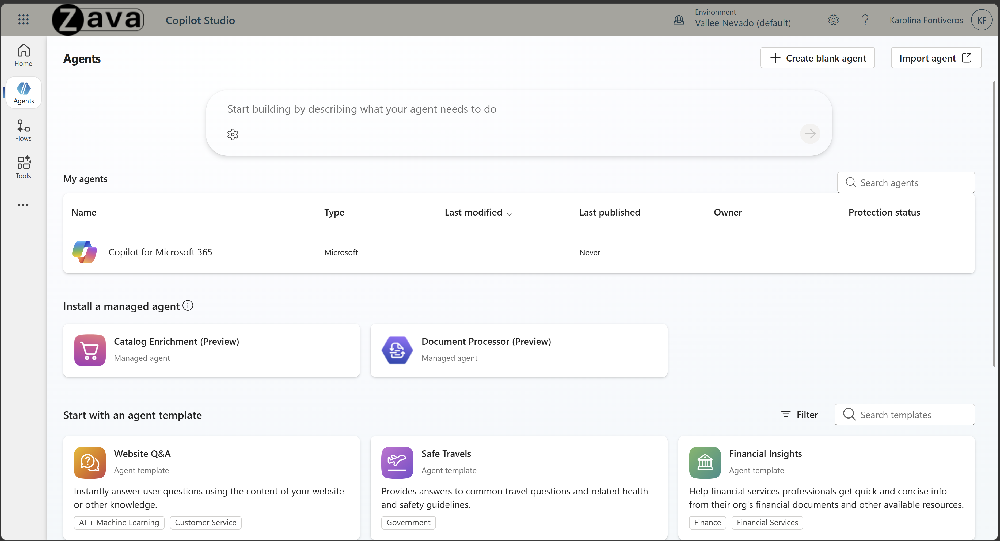 Zava
Copilot Studio
Environment
Vallee Nevado (default)
Karolina Fontiveros
KF
Home
Agents
Flows
Tools
Agents
Create blank agent
Import agent
Start building by describing what your agent needs to do
My agents
Search agents
Name Type Last modified Last published Owner Protection status
Copilot for Microsoft 365 Microsoft Never --
Install a managed agent
Catalog Enrichment (Preview)
Managed agent
Document Processor (Preview)
Managed agent
Start with an agent template
Filter
Search templates
Website Q&A
Agent template
Instantly answer user questions using the content of your website
or other knowledge.
AI + Machine Learning
Customer Service
Safe Travels
Agent template
Provides answers to common travel questions and related health
and safety guidelines.
Government
Financial Insights
Agent template
Help financial services professionals get quick and concise info
from their org's financial documents and other available resources.
Finance
Financial Services